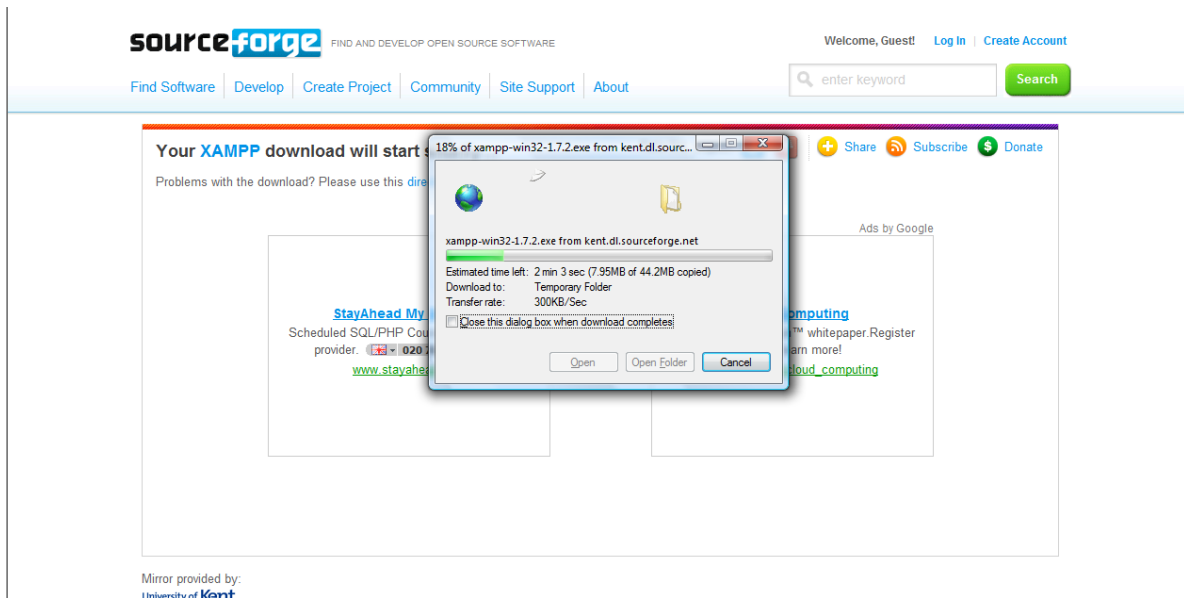 sourceforge FIND AND DEVELOP OPEN SOURCE SOFTWARE
Welcome, Guest! Log In | Create Account
Find Software Develop Create Project Community Site Support About
enter keyword Search
Your XAMPP download will start
Share Subscribe Donate
Problems with the download? Please use this
18% of xampp-win32-1.7.2.exe from kent.dl.sourc...
xampp-win32-1.7.2.exe from kent.dl.sourceforge.net
Estimated time left: 2 min 3 sec (7.95MB of 44.2MB copied)
Download to: Temporary Folder
Transfer rate: 300KB/Sec
Close this dialog box when download completes
Open Open Folder Cancel
Ads by Google
StayAhead My
Scheduled SQL/PHP Cou
provider. 020
www.stayahea
omputing
™ whitepaper.Register
arn more!
loud_computing
Mirror provided by:
University of Kent